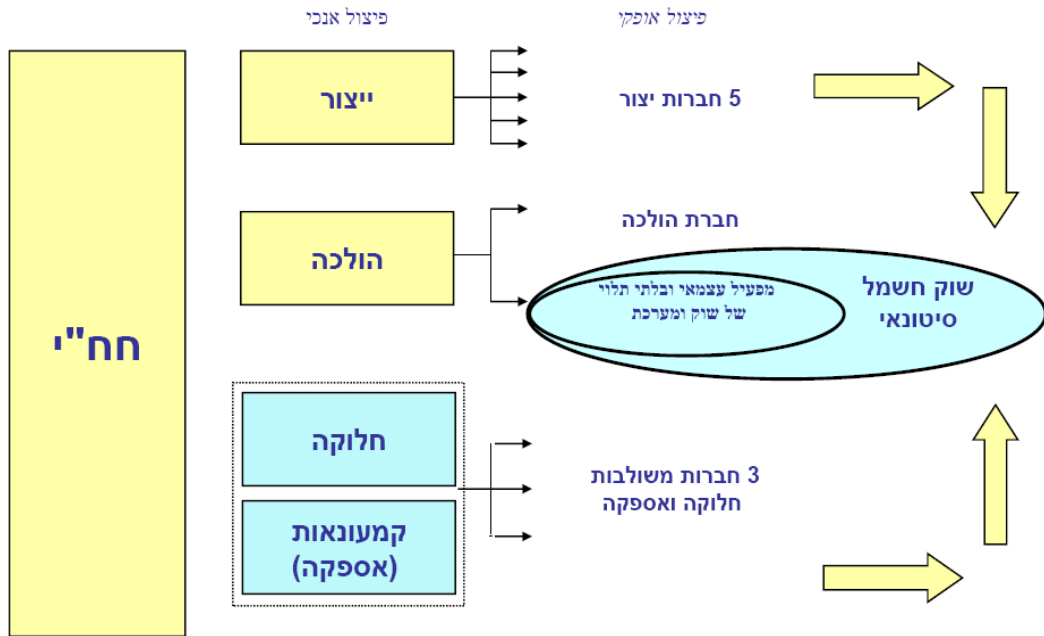 פיצול אנכי
פיצול אופקי
חח"י
ייצור
5 חברות יצור
הולכה
חברת הולכה
מפעיל עצמאי ובלתי תלוי
של שוק ומערכת
שוק חשמל
סיטונאי
חלוקה
קמעונאות
(אספקה)
3 חברות משולבות
חלוקה ואספקה